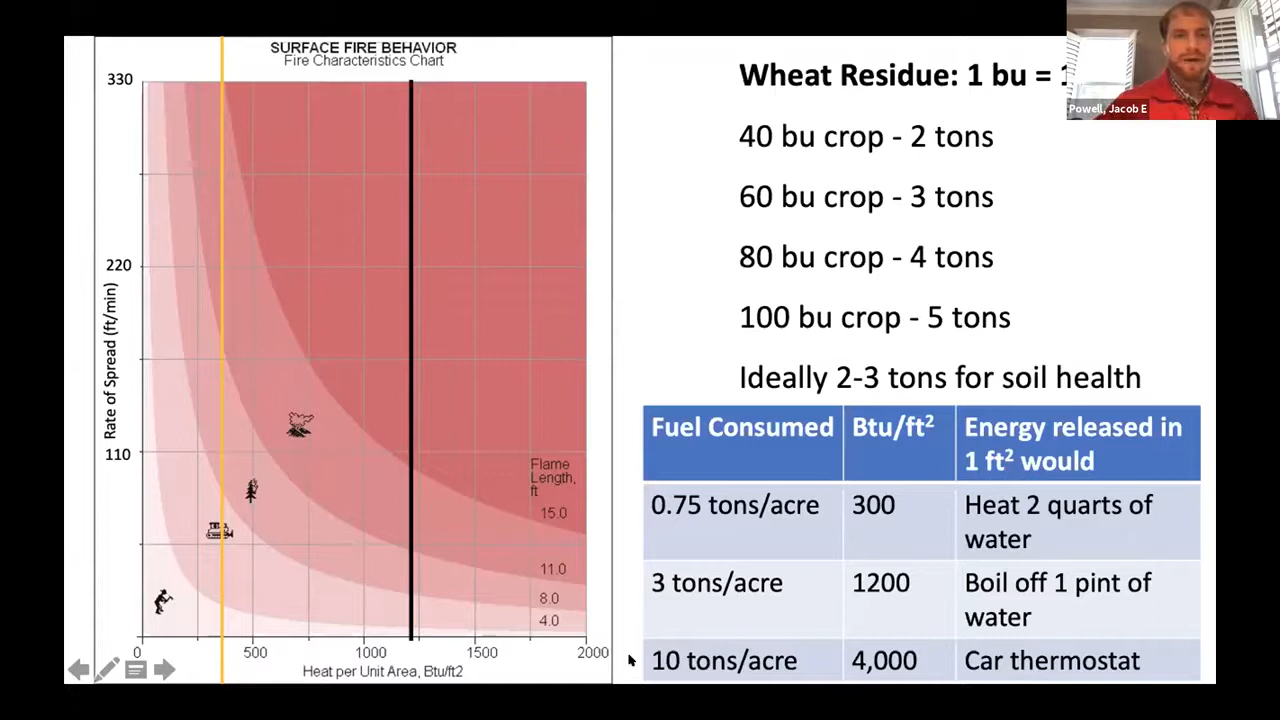 SURFACE FIRE BEHAVIOR
Fire Characteristics Chart
330
220
110
Rate of Spread (ft/min)
Flame
Length,
ft
15.0
11.0
8.0
4.0
0
500
1000
1500
2000
Heat per Unit Area, Btu/ft2
Wheat Residue: 1 bu =
40 bu crop - 2 tons
60 bu crop - 3 tons
80 bu crop - 4 tons
100 bu crop - 5 tons
Ideally 2-3 tons for soil health
Fuel Consumed
Btu/ft²
Energy released in
1 ft² would
0.75 tons/acre
300
Heat 2 quarts of
water
3 tons/acre
1200
Boil off 1 pint of
water
10 tons/acre
4,000
Car thermostat
Powell, Jacob E